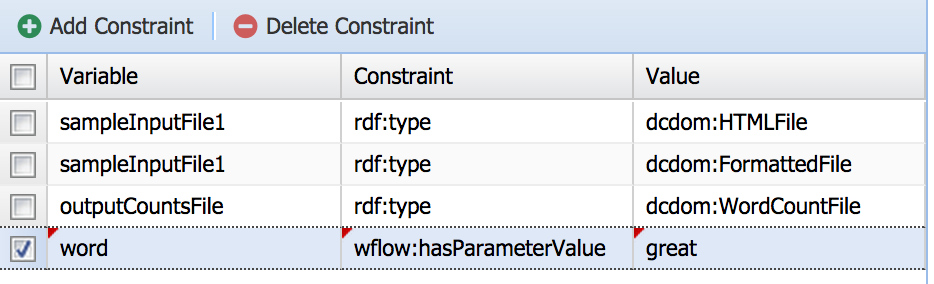 Add Constraint Delete Constraint
Variable Constraint Value
sampleInputFile1 rdf:type dcdom:HTMLFile
sampleInputFile1 rdf:type dcdom:FormattedFile
outputCountsFile rdf:type dcdom:WordCountFile
word wflow:hasParameterValue great